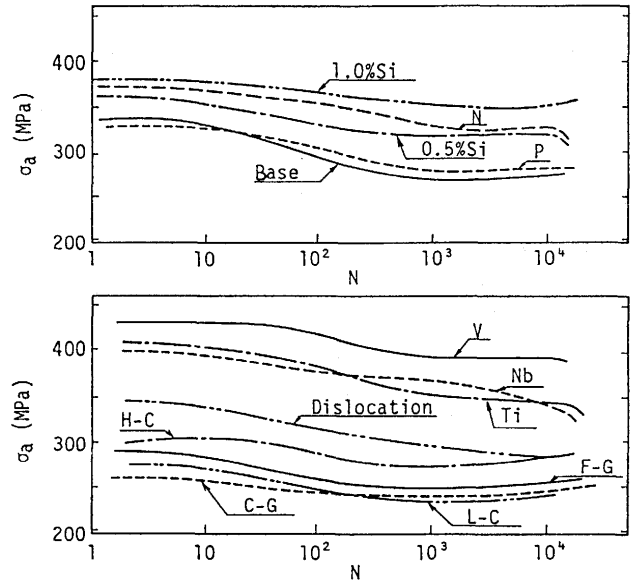 σa (MPa)
400
300
200
1.0%Si
N
0.5%Si
P
Base
1 10 10² 10³ 10⁴
N
σa (MPa)
400
300
200
V
Nb
Ti
Dislocation
H-C
F-G
C-G
L-C
1 10 10² 10³ 10⁴
N